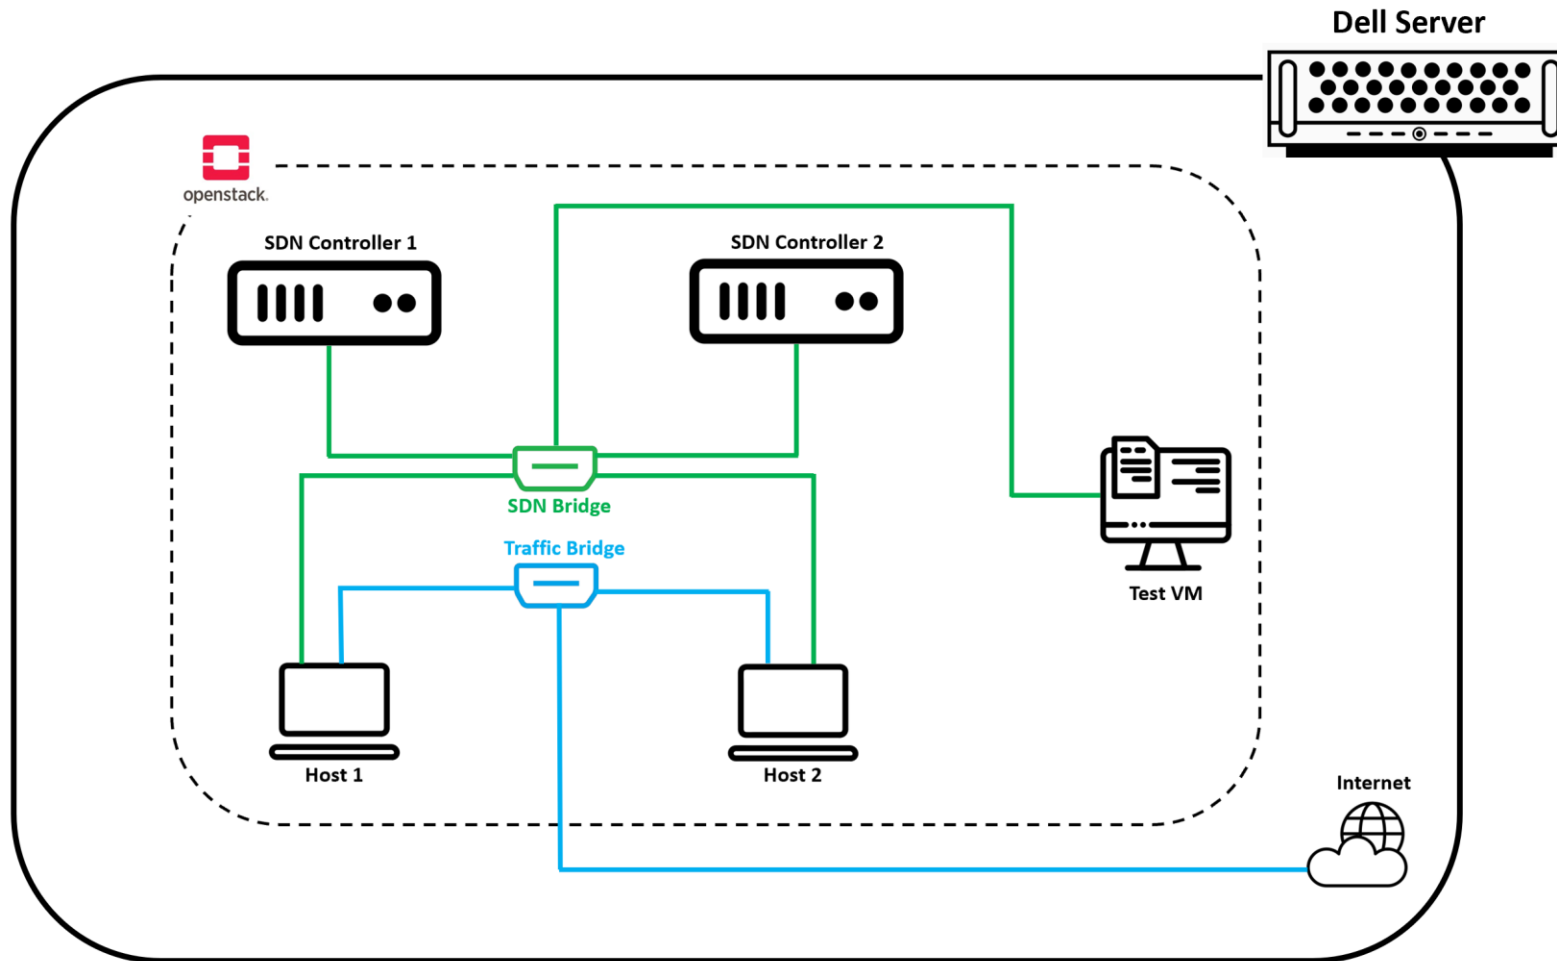 Dell Server
openstack.
SDN Controller 1
SDN Controller 2
SDN Bridge
Traffic Bridge
Test VM
Host 1
Host 2
Internet